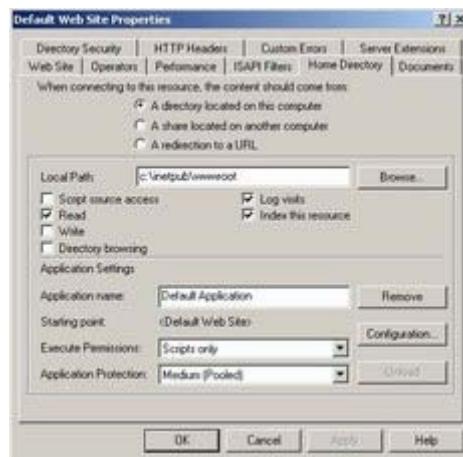 Default Web Site Properties
Directory Security HTTP Headers Custom Errors Server Extensions
Web Site Operators Performance ISAPI Filters Home Directory Documents
When connecting to this resource, the content should come from:
A directory located on this computer
A share located on another computer
A redirection to a URL
Local Path: c:\inetpub\wwwroot Browse...
Script source access Log visits
Read Index this resource
Write
Directory browsing
Application Settings
Application name: Default Application Remove
Starting point: <Default Web Site>
Configuration...
Execute Permissions: Scripts only
Application Protection: Medium (Pooled) Unload
OK Cancel Apply Help